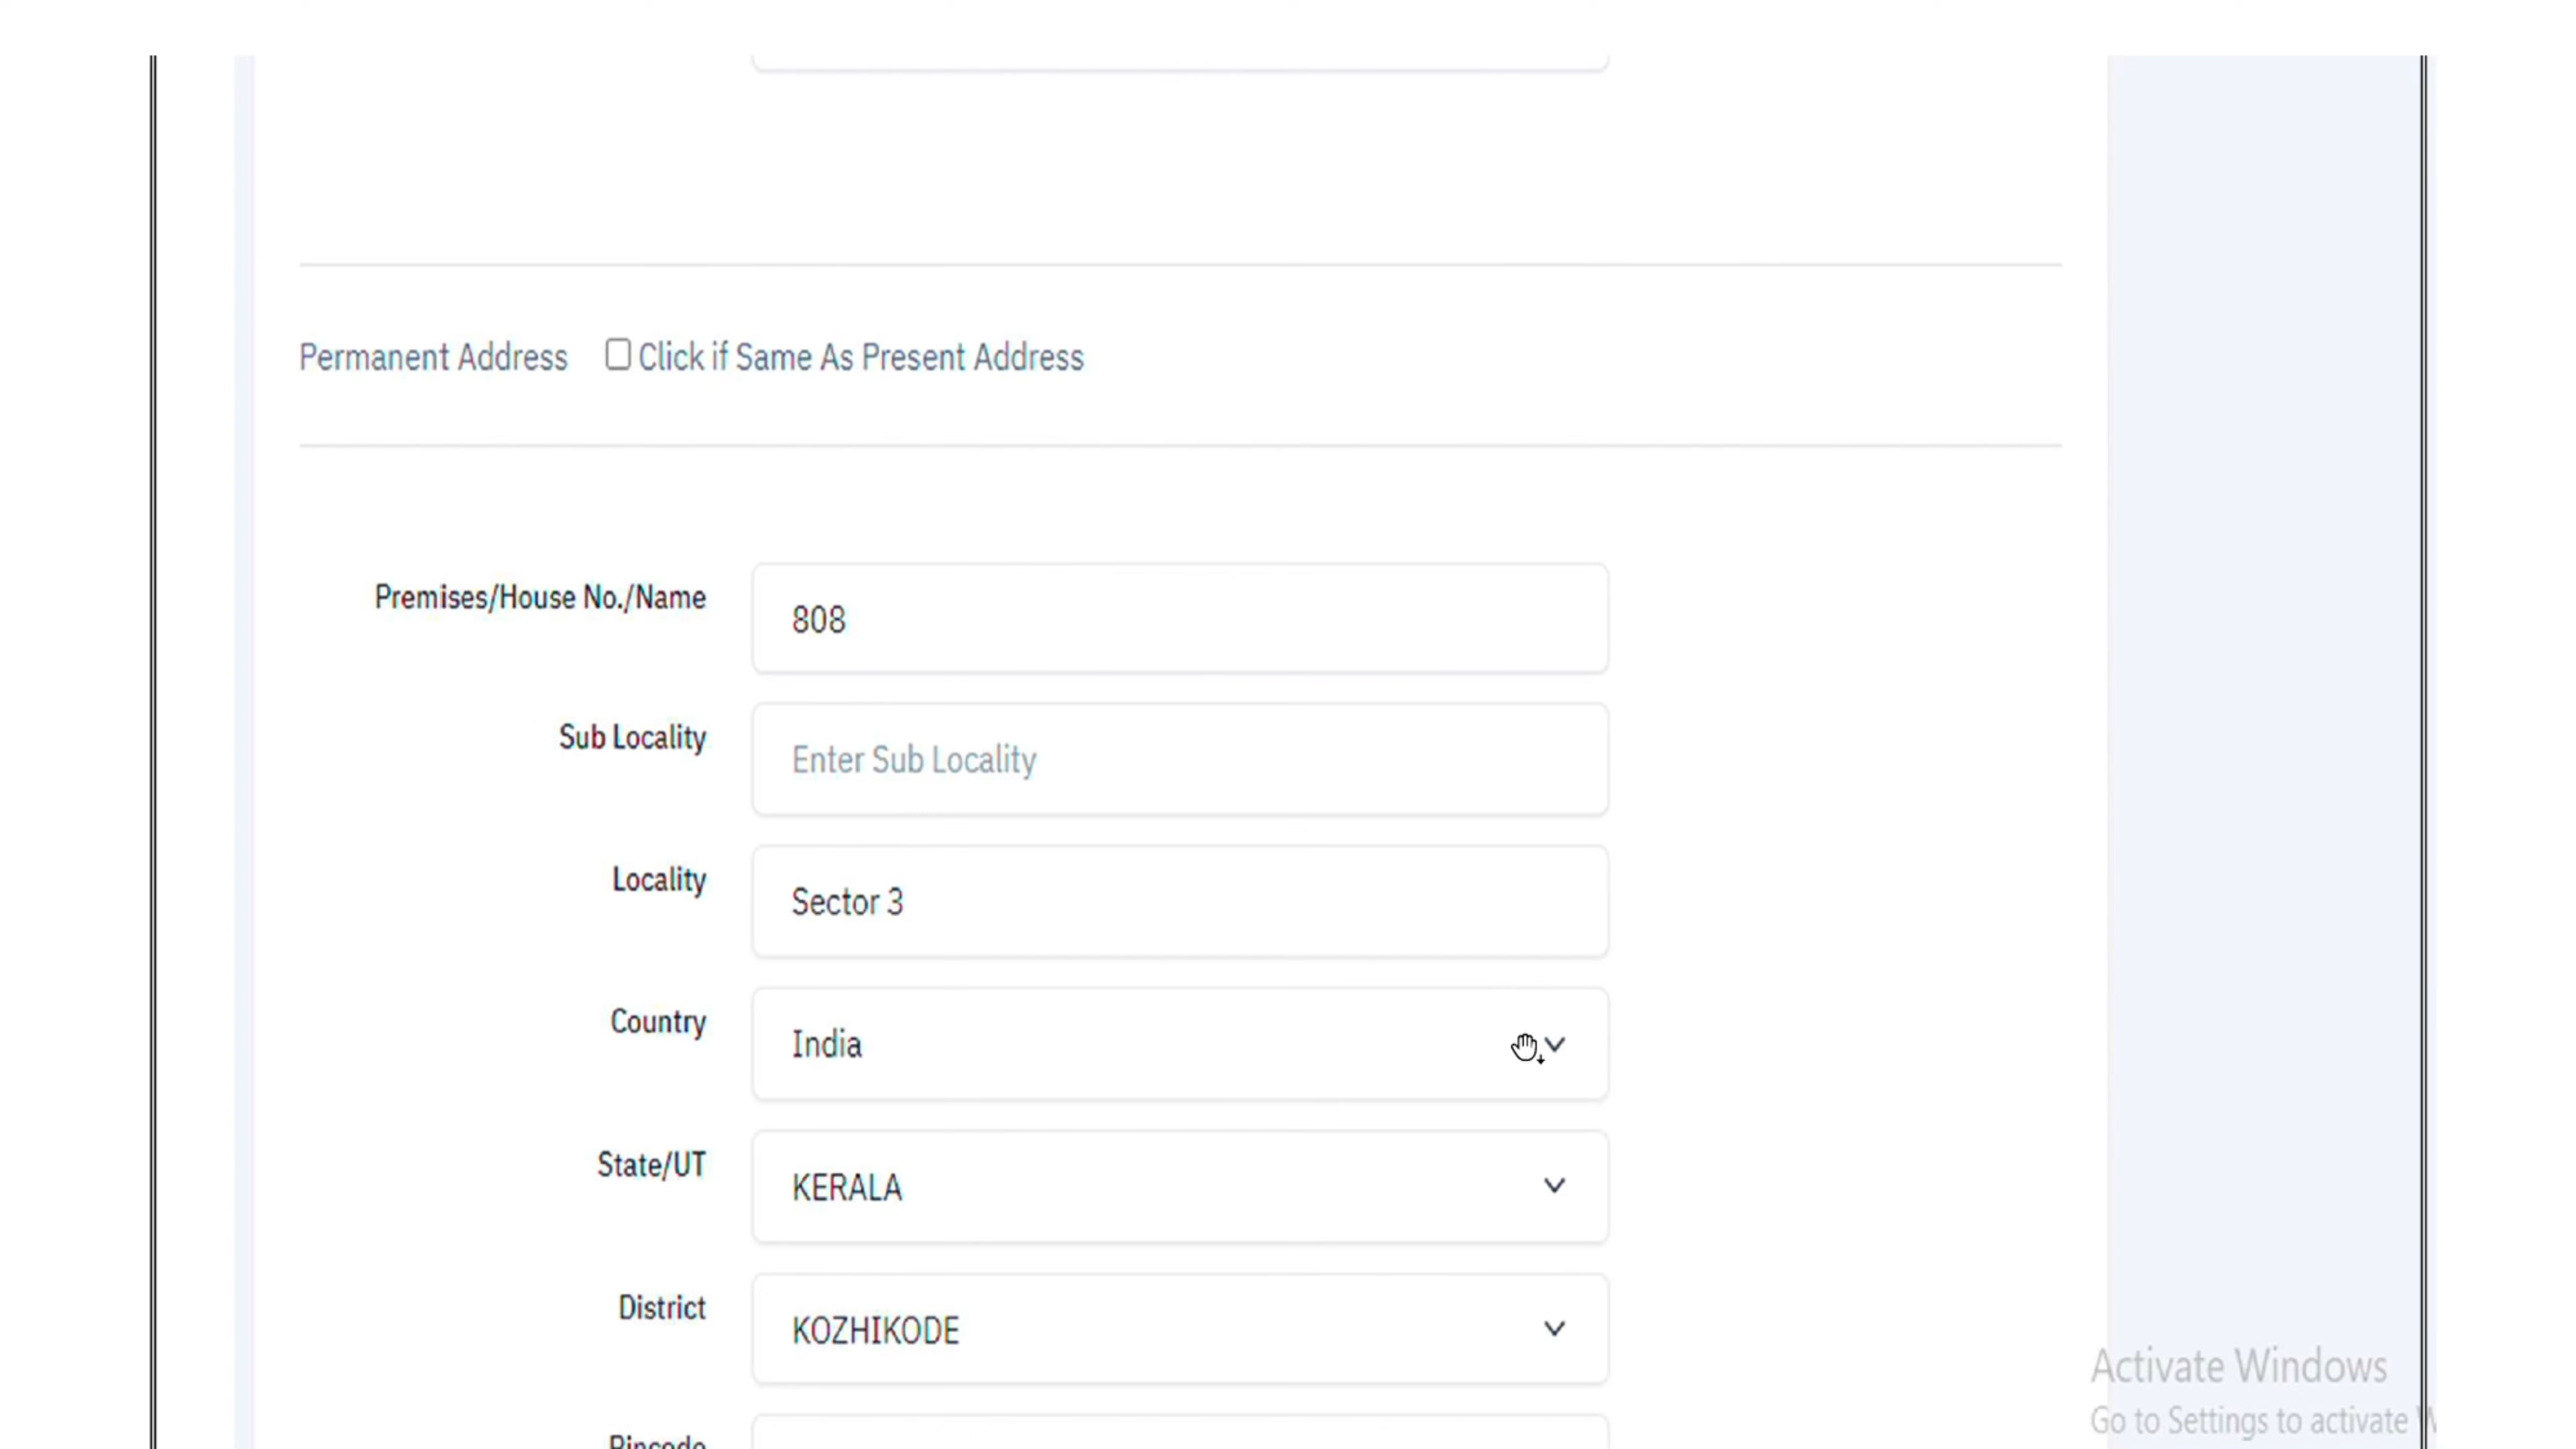 Permanent Address Click if Same As Present Address
Premises/House No./Name 808
Sub Locality Enter Sub Locality
Locality Sector 3
Country India
State/UT KERALA
District KOZHIKODE
Pincode
Activate Windows
Go to Settings to activate